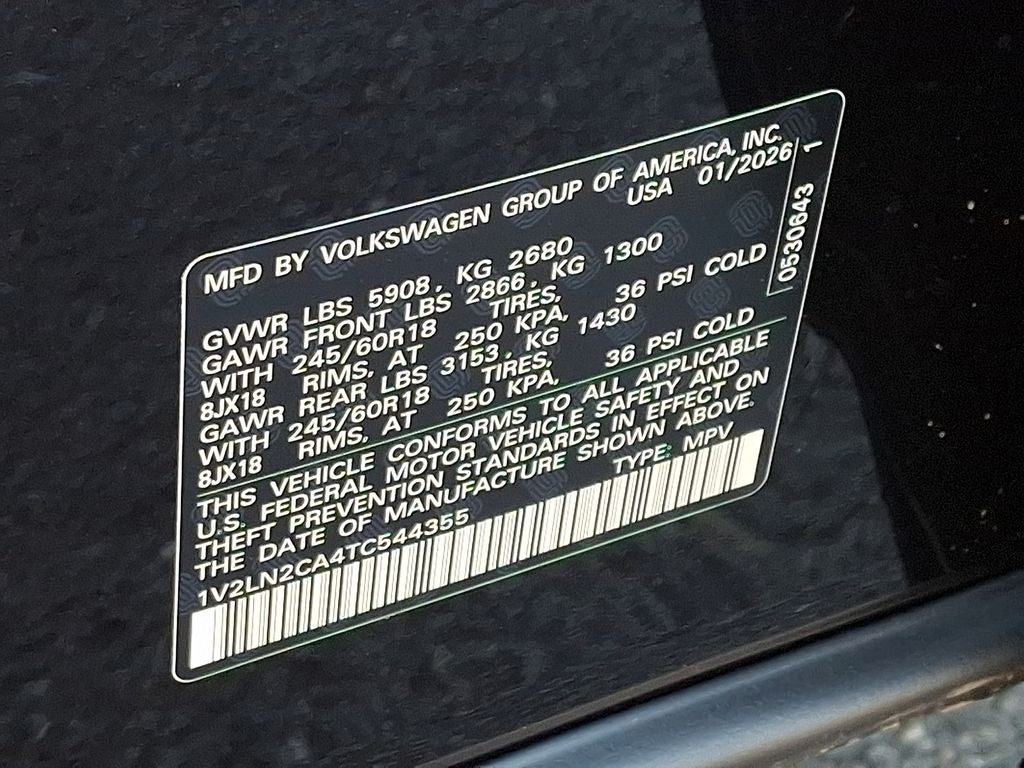 MFD BY VOLKSWAGEN GROUP OF AMERICA, INC.
USA 01/2026 1
0530643
GVWR LBS 5908, KG 2680
GAWR FRONT LBS 2866, KG 1300
WITH 245/60R18 TIRES,
8JX18 RIMS, AT 250 KPA, 36 PSI COLD
GAWR REAR LBS 3153, KG 1430
WITH 245/60R18 TIRES,
8JX18 RIMS, AT 250 KPA, 36 PSI COLD
THIS VEHICLE CONFORMS TO ALL APPLICABLE
U.S. FEDERAL MOTOR VEHICLE SAFETY AND
THEFT PREVENTION STANDARDS IN EFFECT ON
THE DATE OF MANUFACTURE SHOWN ABOVE.
1V2LN2CA4TC544355 TYPE: MPV